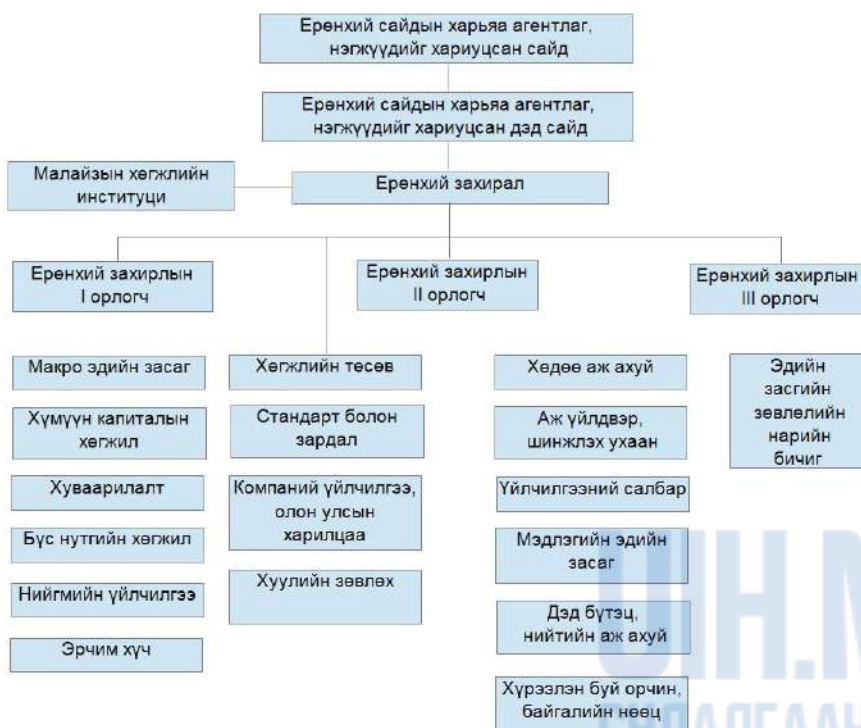 Ерөнхий сайдын харьяа агентлаг,
нэгжүүдийг хариуцсан сайд
Ерөнхий сайдын харьяа агентлаг,
нэгжүүдийг хариуцсан дэд сайд
Малайзын хөгжлийн
институци
Ерөнхий захирал
Ерөнхий захирлын
I орлогч
Ерөнхий захирлын
II орлогч
Ерөнхий захирлын
III орлогч
Макро эдийн засаг
Хүмүүн капиталын
хөгжил
Хуваарилалт
Бүс нутгийн хөгжил
Нийгмийн үйлчилгээ
Эрчим хүч
Хөгжлийн төсөв
Стандарт болон
зардал
Компаний үйлчилгээ,
олон улсын
харилцаа
Хуулийн зөвлөх
Хөдөө аж ахуй
Аж үйлдвэр,
шинжлэх ухаан
Үйлчилгээний салбар
Мэдлэгийн эдийн
засаг
Дэд бүтэц,
нийтийн аж ахуй
Хүрээлэн буй орчин,
байгалийн нөөц
Эдийн
засгийн
зөвлөлийн
нарийн
бичиг
UIH.M